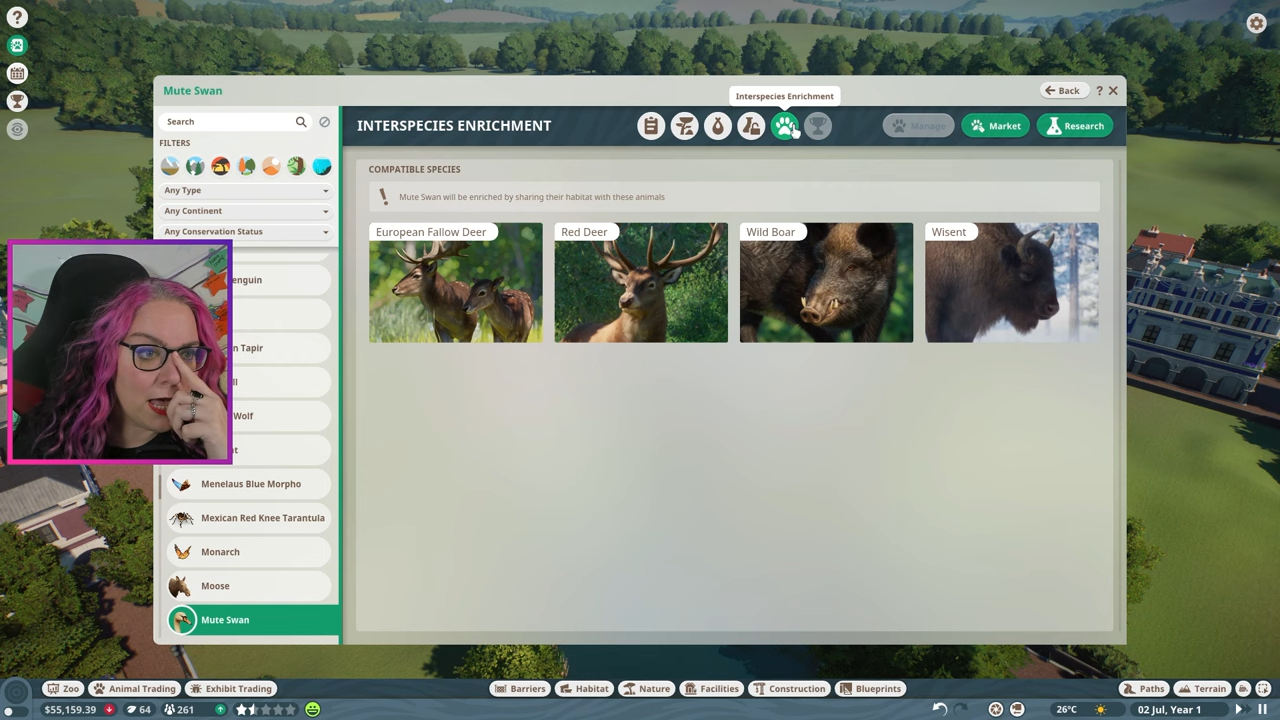 Mute Swan
Back
?
Interspecies Enrichment
Search
INTERSPECIES ENRICHMENT
Manage
Market
Research
FILTERS
COMPATIBLE SPECIES
Any Type
Mute Swan will be enriched by sharing their habitat with these animals
Any Continent
Any Conservation Status
European Fallow Deer
Red Deer
Wild Boar
Wisent
enguin
n Tapir
ll
Wolf
Menelaus Blue Morpho
Mexican Red Knee Tarantula
Monarch
Moose
Mute Swan
Zoo
Animal Trading
Exhibit Trading
Barriers
Habitat
Nature
Facilities
Construction
Blueprints
Paths
Terrain
$55,159.39
64
261
26°C
02 Jul, Year 1